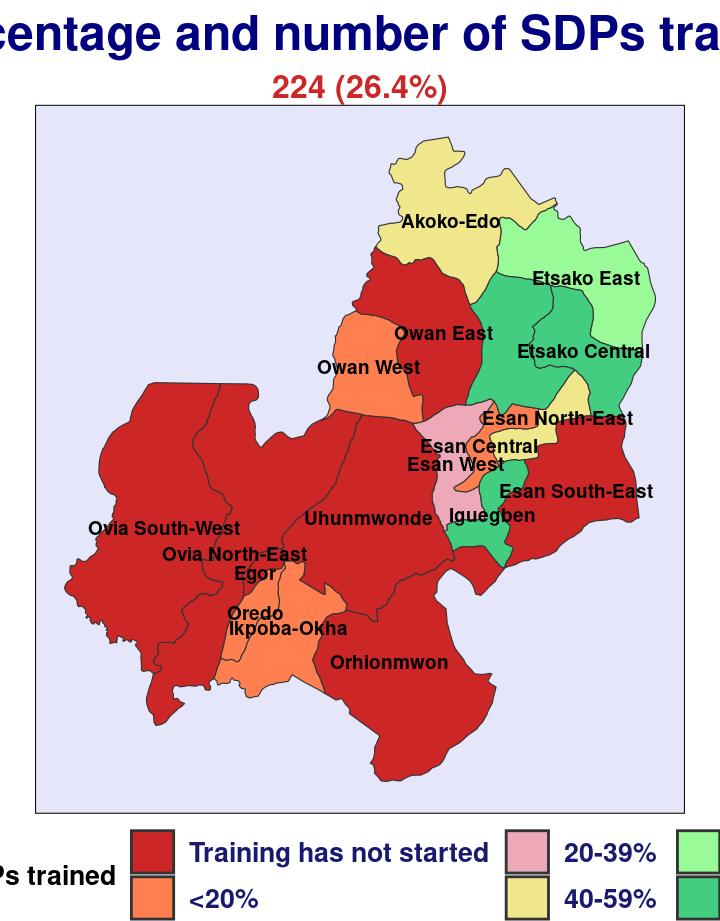 centage and number of SDPs tra
224 (26.4%)
Akoko-Edo
Etsako East
Owan East
Etsako Central
Owan West
Esan North-East
Esan Central
Esan West
Esan South-East
Iguegben
Uhunmwonde
Ovia South-West
Ovia North-East
Egor
Oredo
Ikpoba-Okha
Orhionmwon
Training has not started
20-39%
Ps trained
<20%
40-59%